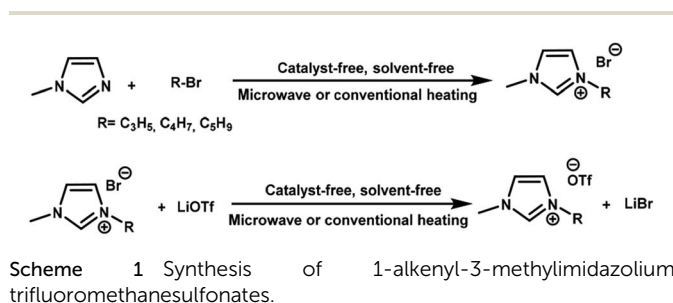 Catalyst-free, solvent-free
Br⊖
N N + R-Br N N⊕ R
Microwave or conventional heating
R= C₃H₅, C₄H₇, C₅H₉
Br⊖ Catalyst-free, solvent-free ⊖OTf
N N⊕ R + LiOTf N N⊕ R + LiBr
Microwave or conventional heating
Scheme 1 Synthesis of 1-alkenyl-3-methylimidazolium
trifluoromethanesulfonates.